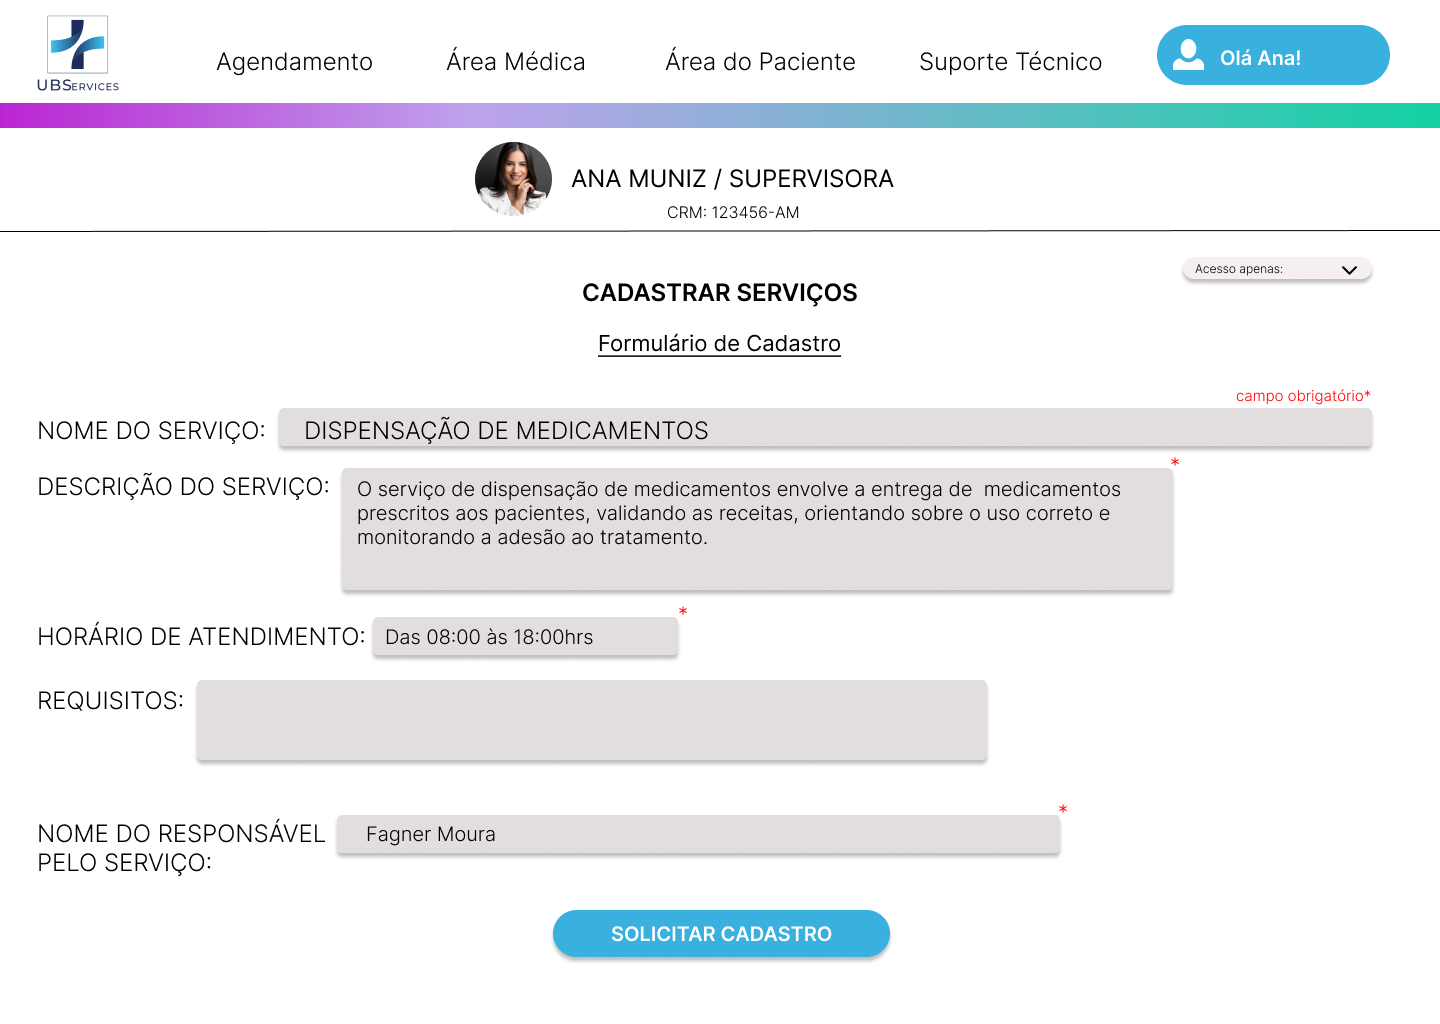 UBServices
Agendamento
Área Médica
Área do Paciente
Suporte Técnico
Olá Ana!
ANA MUNIZ / SUPERVISORA
CRM: 123456-AM
Acesso apenas:
CADASTRAR SERVIÇOS
Formulário de Cadastro
campo obrigatório*
NOME DO SERVIÇO:
DISPENSAÇÃO DE MEDICAMENTOS
*
DESCRIÇÃO DO SERVIÇO:
O serviço de dispensação de medicamentos envolve a entrega de  medicamentos
prescritos aos pacientes, validando as receitas, orientando sobre o uso correto e
monitorando a adesão ao tratamento.
*
HORÁRIO DE ATENDIMENTO:
Das 08:00 às 18:00hrs
REQUISITOS:
*
NOME DO RESPONSÁVEL
PELO SERVIÇO:
Fagner Moura
SOLICITAR CADASTRO